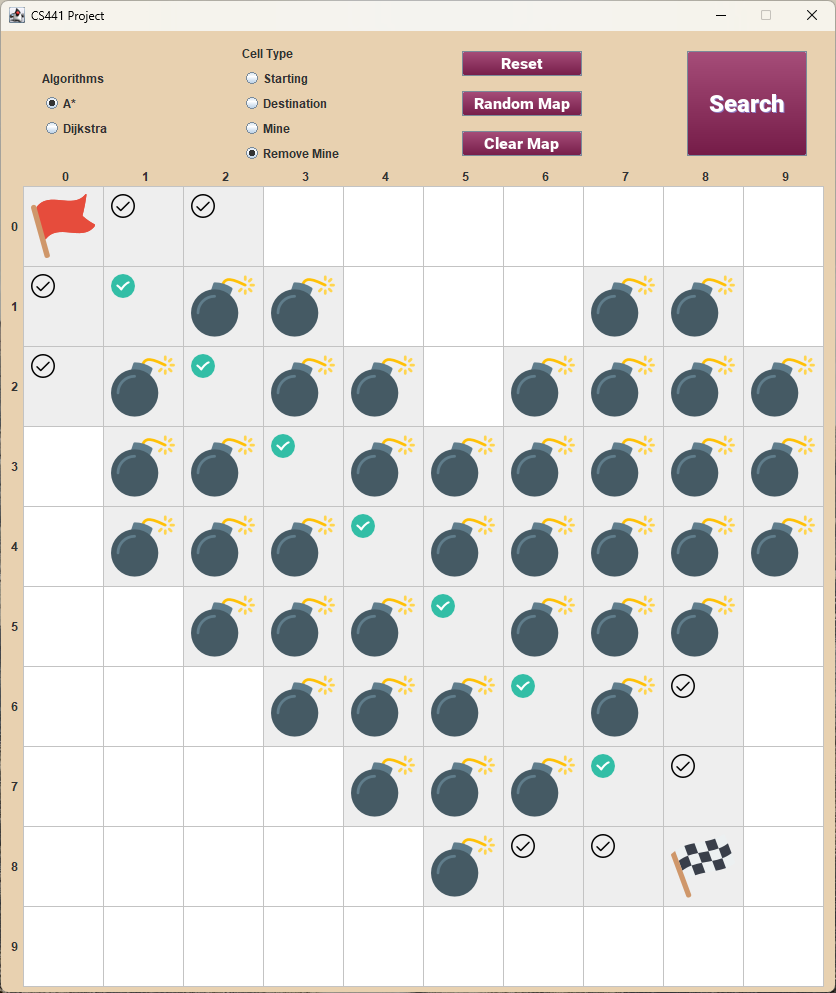 CS441 Project
Cell Type
Algorithms
A*
Dijkstra
Starting
Destination
Mine
Remove Mine
Reset
Random Map
Clear Map
Search
0 1 2 3 4 5 6 7 8 9
0
1
2
3
4
5
6
7
8
9